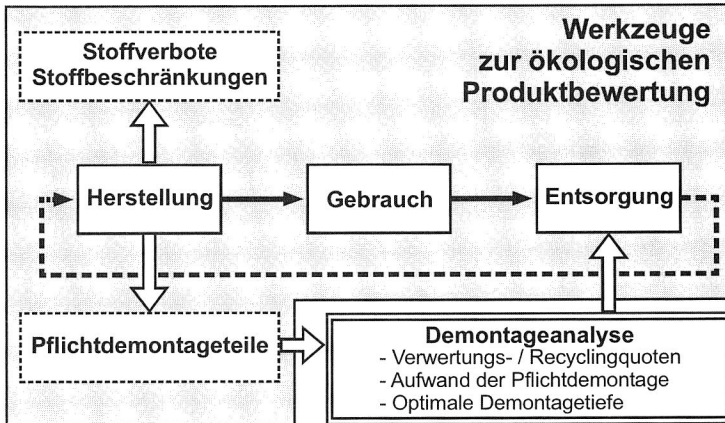 Werkzeuge
zur ökologischen
Produktbewertung
Stoffverbote
Stoffbeschränkungen
Herstellung
Gebrauch
Entsorgung
Pflichtdemontageteile
Demontageanalyse
- Verwertungs- / Recyclingquoten
- Aufwand der Pflichtdemontage
- Optimale Demontagetiefe